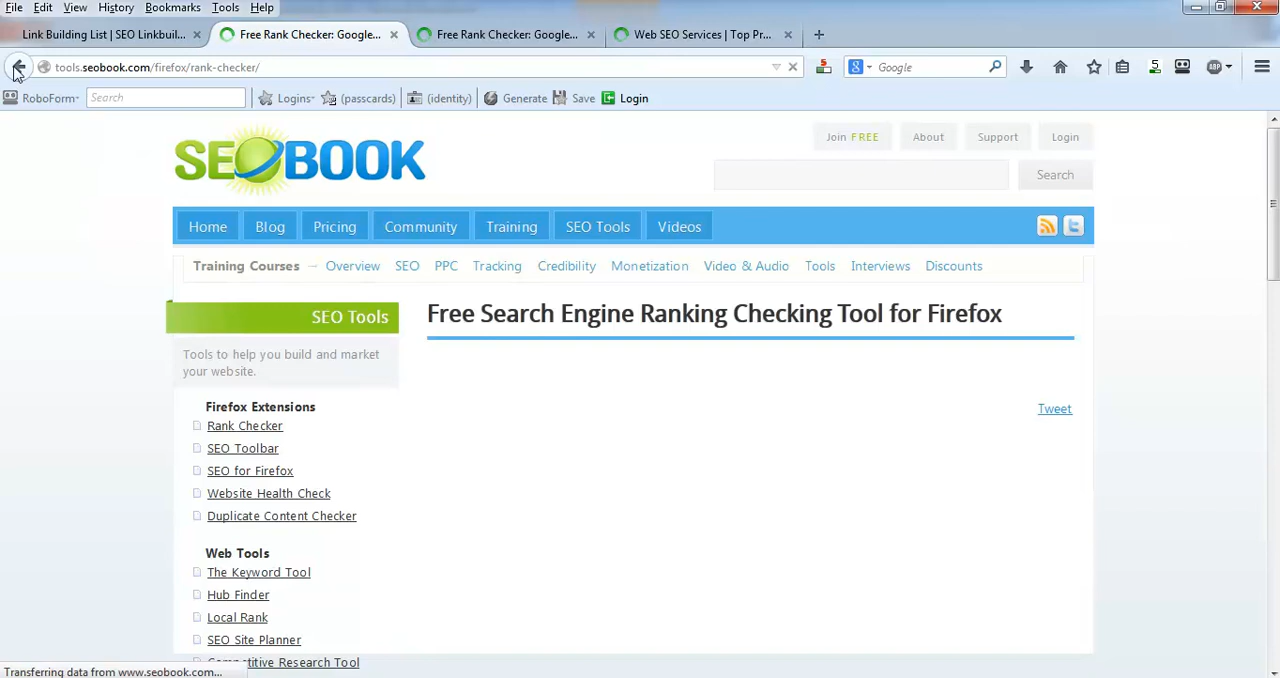 File Edit View History Bookmarks Tools Help
Link Building List | SEO Linkbuil... Free Rank Checker: Google... Free Rank Checker: Google... Web SEO Services | Top Pr...
tools.seobook.com/firefox/rank-checker/ 5 Google 5 ABP
RoboForm Search Logins (passcards) (identity) Generate Save Login
Join FREE About Support Login
SEOBOOK
Search
Home Blog Pricing Community Training SEO Tools Videos
Training Courses → Overview SEO PPC Tracking Credibility Monetization Video & Audio Tools Interviews Discounts
SEO Tools
Free Search Engine Ranking Checking Tool for Firefox
Tools to help you build and market
your website.
Firefox Extensions
Tweet
Rank Checker
SEO Toolbar
SEO for Firefox
Website Health Check
Duplicate Content Checker
Web Tools
The Keyword Tool
Hub Finder
Local Rank
SEO Site Planner
Competitive Research Tool
Transferring data from www.seobook.com...